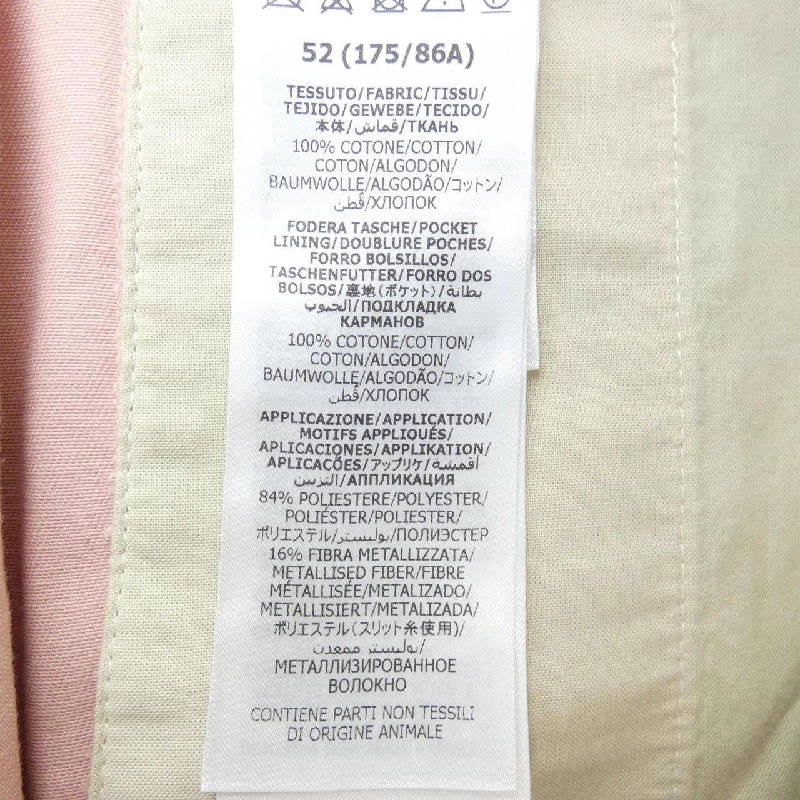 52 (175/86A)
TESSUTO/FABRIC/TISSU/
TEJIDO/GEWEBE/TECIDO/
本体/قماش/ТКАНЬ
100% COTONE/COTTON/
COTON/ALGODON/
BAUMWOLLE/ALGODÃO/コットン/
قُطن/ХЛОПОК
FODERA TASCHE/POCKET
LINING/DOUBLURE POCHES/
FORRO BOLSILLOS/
TASCHENFUTTER/FORRO DOS
BOLSOS/裏地(ポケット)/بطانة
الجيوب/ПОДКЛАДКА
КАРМАНОВ
100% COTONE/COTTON/
COTON/ALGODON/
BAUMWOLLE/ALGODÃO/コットン/
قُطن/ХЛОПОК
APPLICAZIONE/APPLICATION/
MOTIFS APPLIQUÉS/
APLICACIONES/APPLIKATION/
APLICAÇÕES/アップリケ/أقمشة
التزيين/АППЛИКАЦИЯ
84% POLIESTERE/POLYESTER/
POLIÉSTER/POLIESTER/
ポリエステル/بوليستر/ПОЛИЭСТЕР
16% FIBRA METALLIZZATA/
METALLISED FIBER/FIBRE
MÉTALLISÉE/METALIZADO/
METALLISIERT/METALIZADA/
ポリエステル(スリット糸使用)/
بوليستر ممعدن/
МЕТАЛЛИЗИРОВАННОЕ
ВОЛОКНО
CONTIENE PARTI NON TESSILI
DI ORIGINE ANIMALE